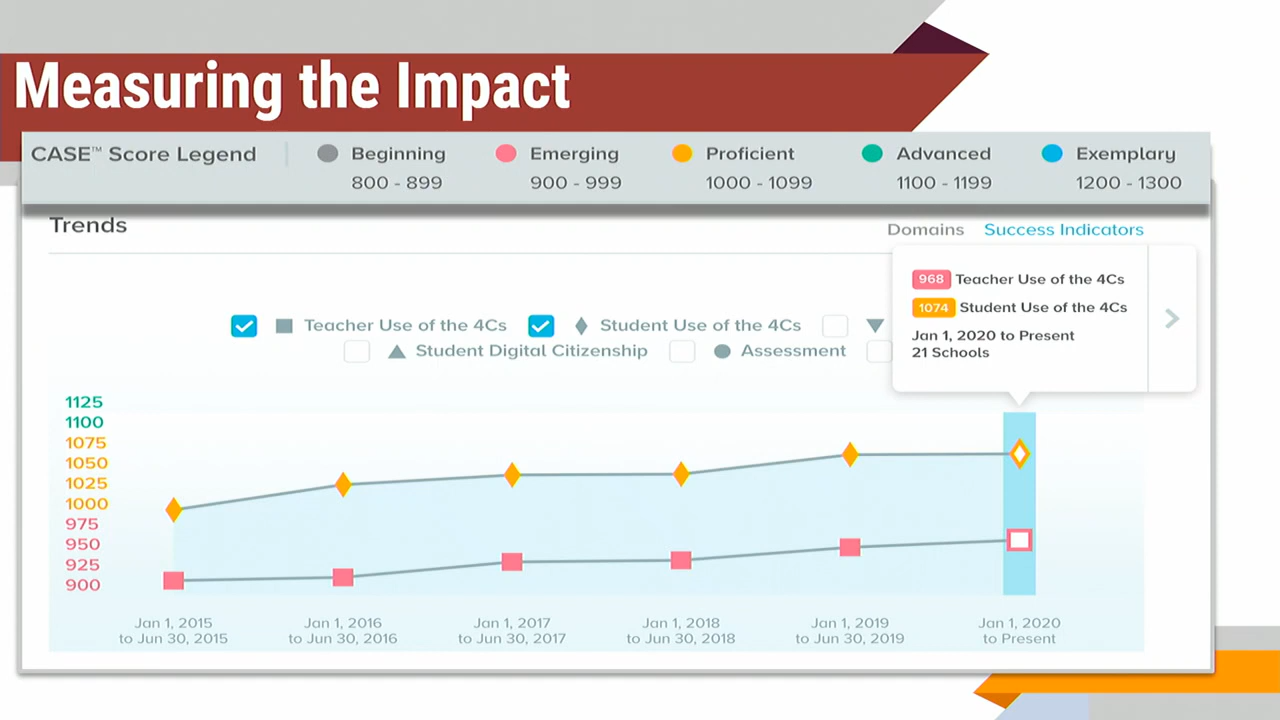 Measuring the Impact
CASE™ Score Legend
Beginning
800 - 899
Emerging
900 - 999
Proficient
1000 - 1099
Advanced
1100 - 1199
Exemplary
1200 - 1300
Trends
Domains
Success Indicators
968 Teacher Use of the 4Cs
1074 Student Use of the 4Cs
Jan 1, 2020 to Present
21 Schools
Teacher Use of the 4Cs
Student Use of the 4Cs
Student Digital Citizenship
Assessment
1125
1100
1075
1050
1025
1000
975
950
925
900
Jan 1, 2015
to Jun 30, 2015
Jan 1, 2016
to Jun 30, 2016
Jan 1, 2017
to Jun 30, 2017
Jan 1, 2018
to Jun 30, 2018
Jan 1, 2019
to Jun 30, 2019
Jan 1, 2020
to Present